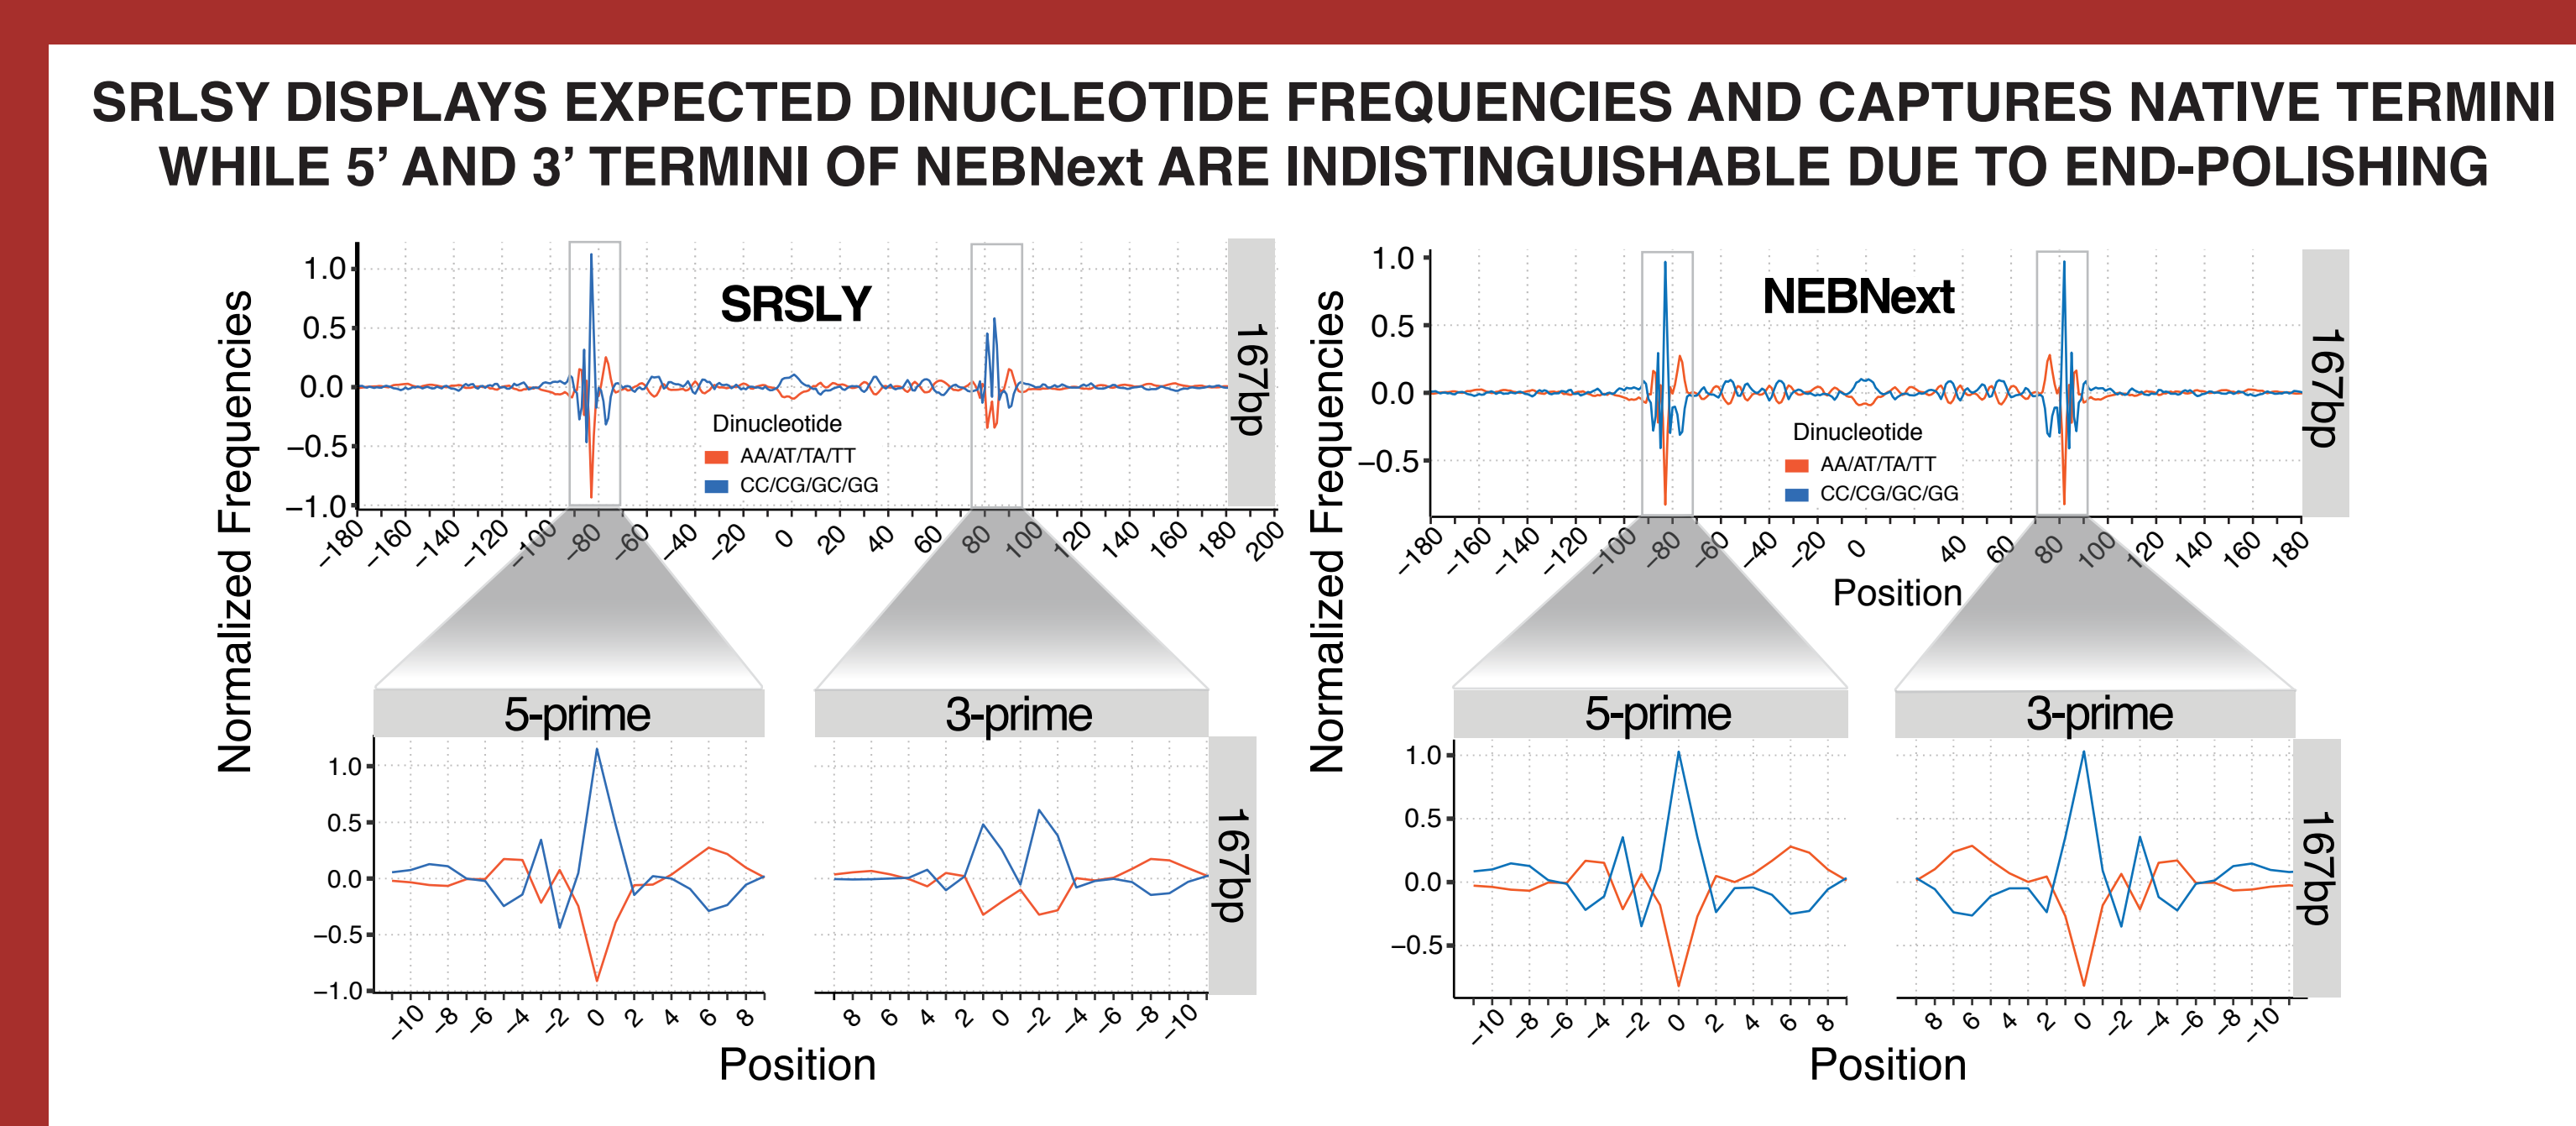 SRLSY DISPLAYS EXPECTED DINUCLEOTIDE FREQUENCIES AND CAPTURES NATIVE TERMINI
WHILE 5’ AND 3’ TERMINI OF NEBNext ARE INDISTINGUISHABLE DUE TO END-POLISHING
Normalized Frequencies
1.0
0.5
0.0
−0.5
−1.0
SRSLY
Dinucleotide
AA/AT/TA/TT
CC/CG/GC/GG
167bp
−180 −160 −140 −120 −100 −80 −60 −40 −20 0 20 40 60 80 100 120 140 160 180 200
5-prime
3-prime
1.0
0.5
0.0
−0.5
−1.0
167bp
−10 −8 −6 −4 −2 0 2 4 6 8
8 6 4 2 0 −2 −4 −6 −8 −10
Position
Normalized Frequencies
1.0
0.5
0.0
−0.5
NEBNext
Dinucleotide
AA/AT/TA/TT
CC/CG/GC/GG
167bp
−180 −160 −140 −120 −100 −80 −60 −40 −20 0 40 60 80 100 120 140 160 180
Position
5-prime
3-prime
1.0
0.5
0.0
−0.5
167bp
−10 −8 −6 −4 −2 0 2 4 6 8
8 6 4 2 0 −2 −4 −6 −8 −10
Position